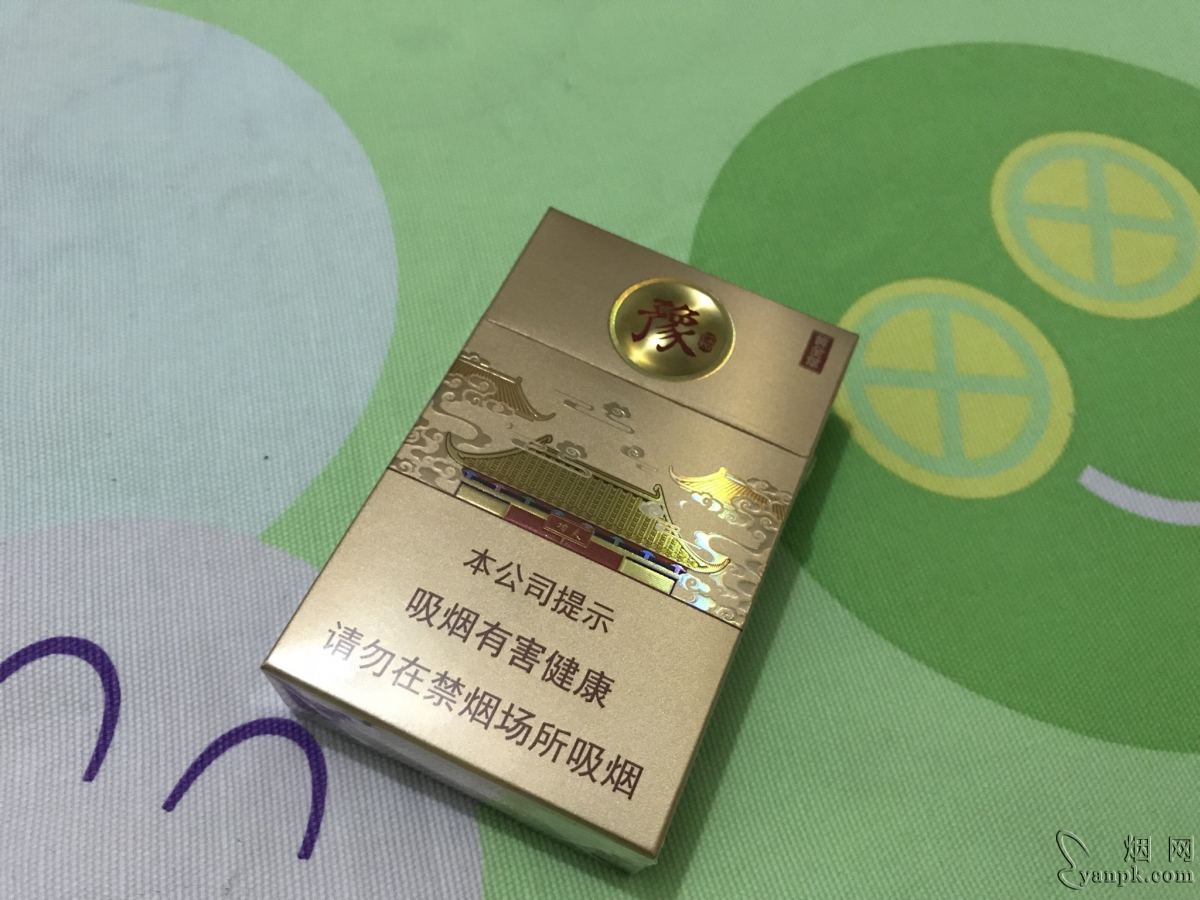 豫
本公司提示
吸烟有害健康
请勿在禁烟场所吸烟
烟网
yanpk.com